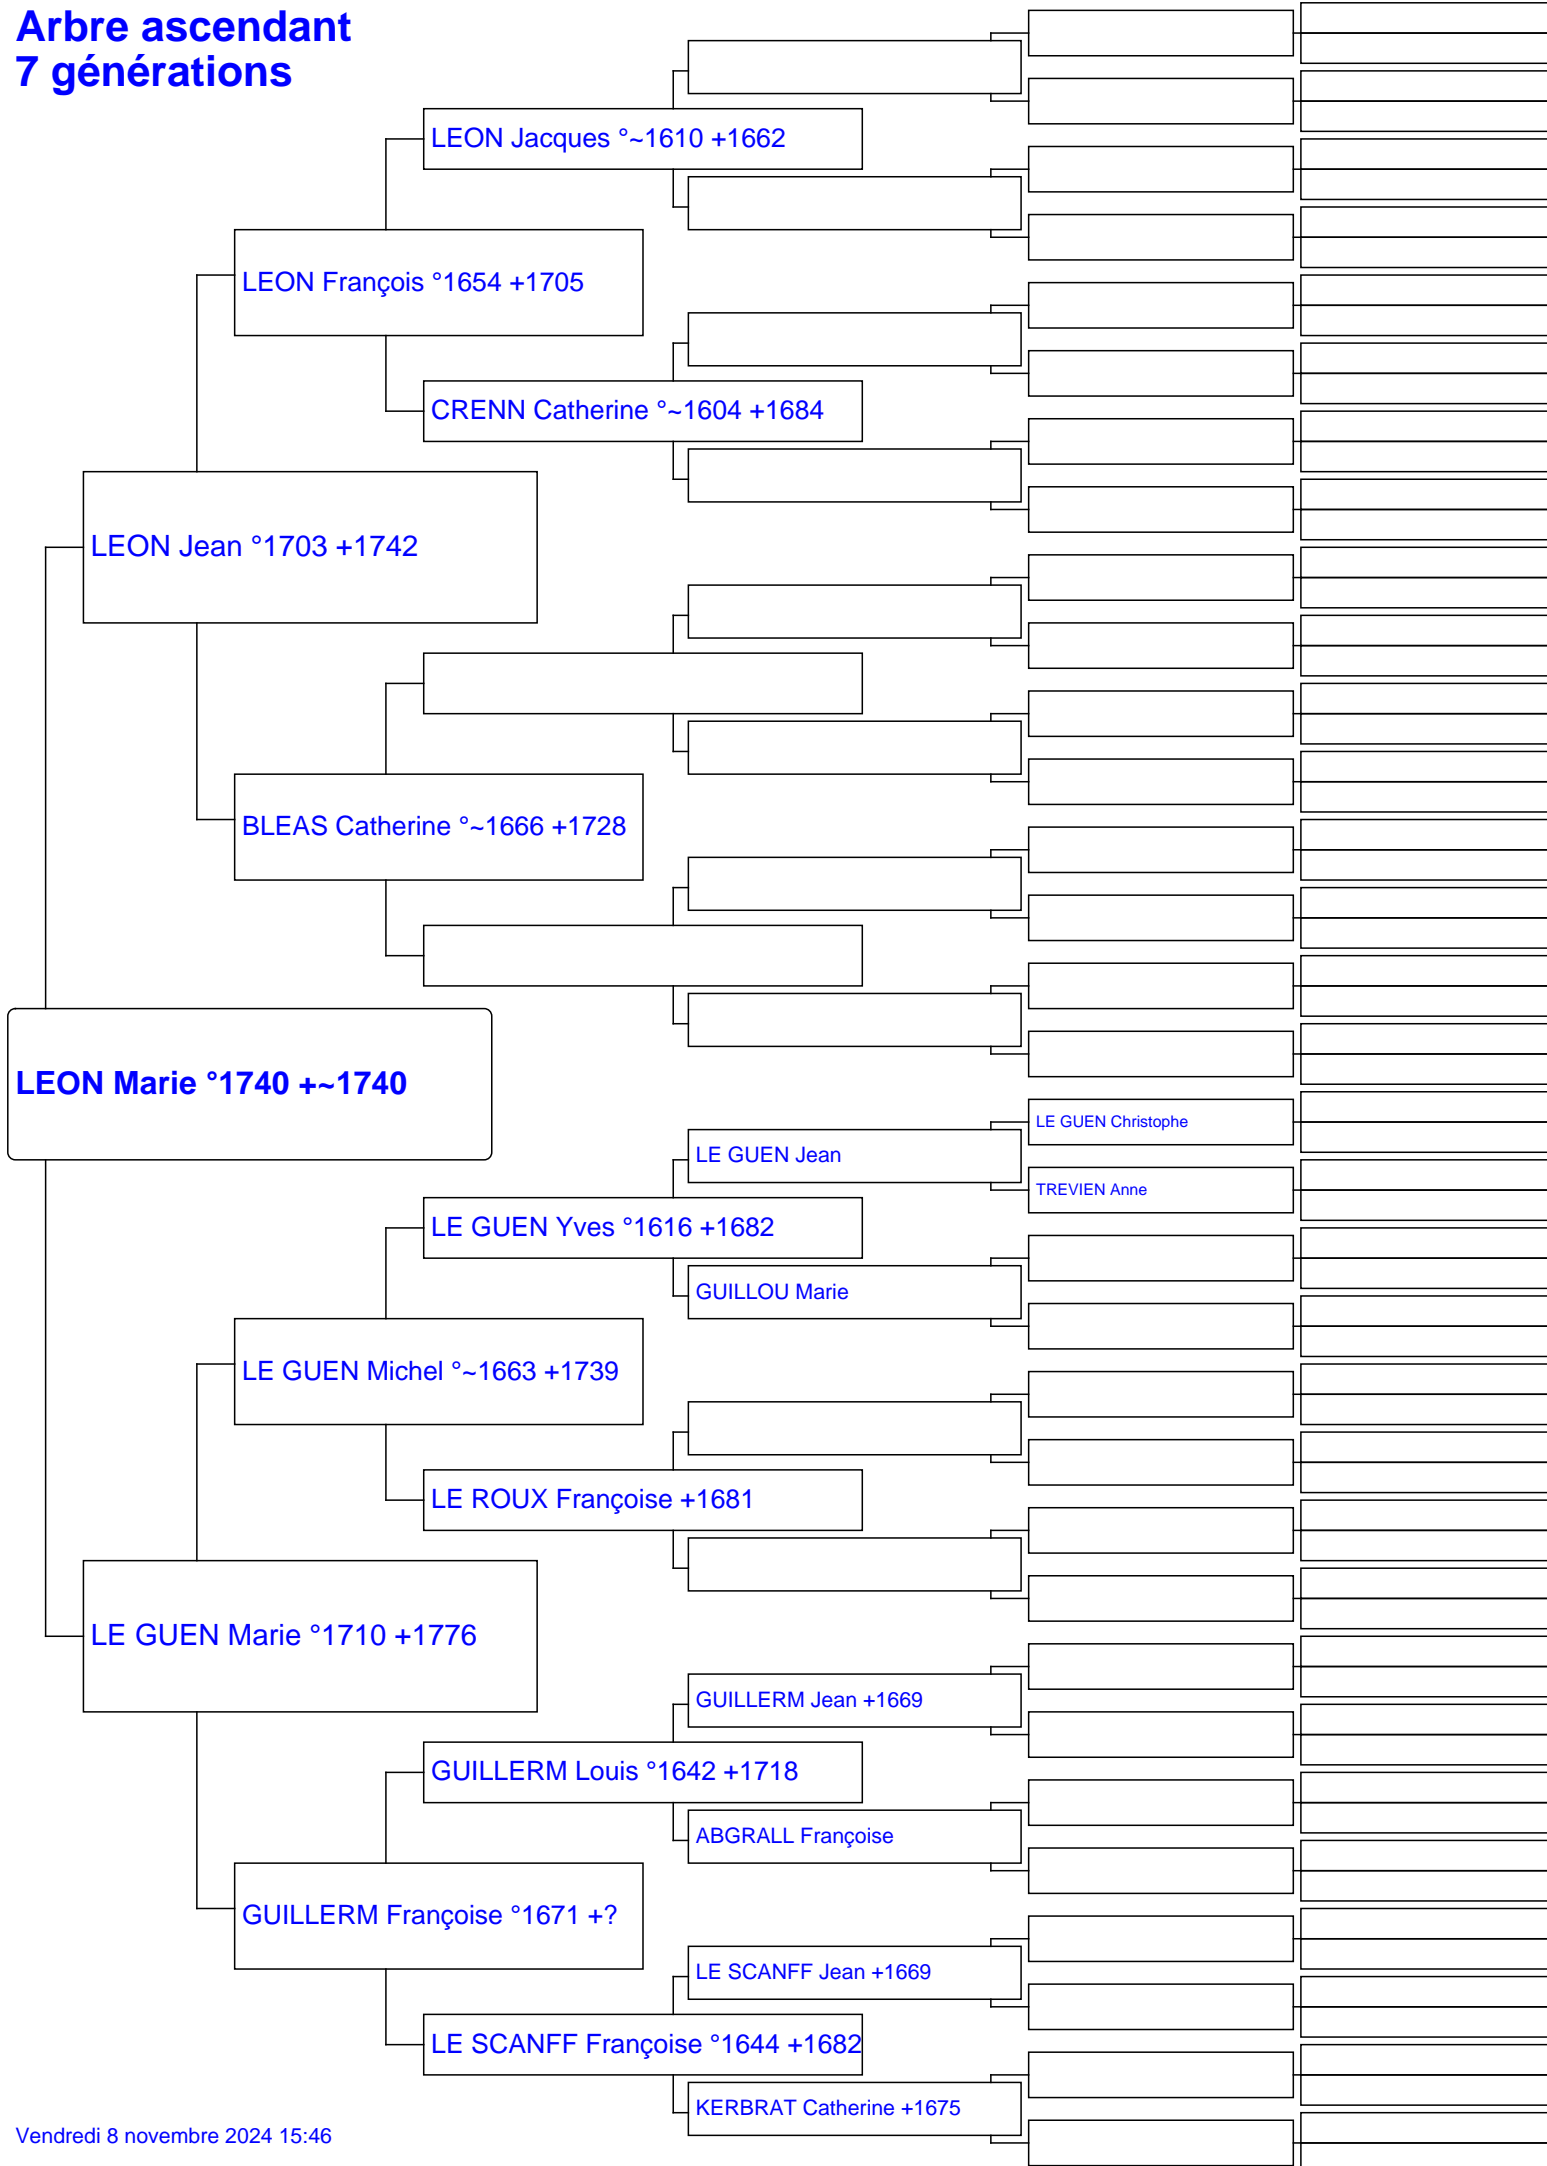 Arbre ascendant
7 générations
LEON Jacques °~1610 +1662
LEON François °1654 +1705
CRENN Catherine °~1604 +1684
LEON Jean °1703 +1742
BLEAS Catherine °~1666 +1728
LEON Marie °1740 +~1740
LE GUEN Christophe
LE GUEN Jean
TREVIEN Anne
LE GUEN Yves °1616 +1682
GUILLOU Marie
LE GUEN Michel °~1663 +1739
LE ROUX Françoise +1681
LE GUEN Marie °1710 +1776
GUILLERM Jean +1669
GUILLERM Louis °1642 +1718
ABGRALL Françoise
GUILLERM Françoise °1671 +?
LE SCANFF Jean +1669
LE SCANFF Françoise °1644 +1682
KERBRAT Catherine +1675
Vendredi 8 novembre 2024 15:46